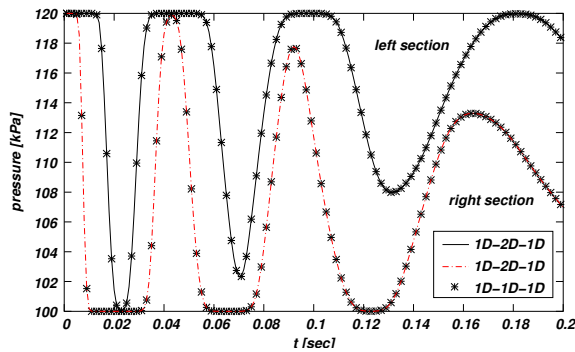 120
118
116
114
112
110
108
106
104
102
100
pressure [kPa]
left section
right section
1D-2D-1D
1D-2D-1D
1D-1D-1D
0 0.02 0.04 0.06 0.08 0.1 0.12 0.14 0.16 0.18 0.2
t [sec]